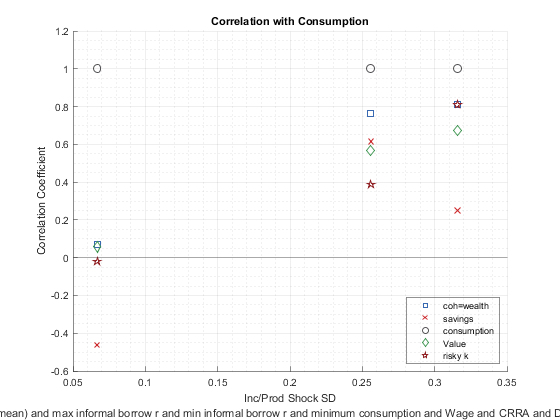 Correlation with Consumption
1.2
1
0.8
0.6
0.4
0.2
0
-0.2
-0.4
-0.6
Correlation Coefficient
coh=wealth
savings
consumption
Value
risky k
0.05
0.1
0.15
0.2
0.25
0.3
0.35
Inc/Prod Shock SD
mean) and max informal borrow r and min informal borrow r and minimum consumption and Wage and CRRA and D